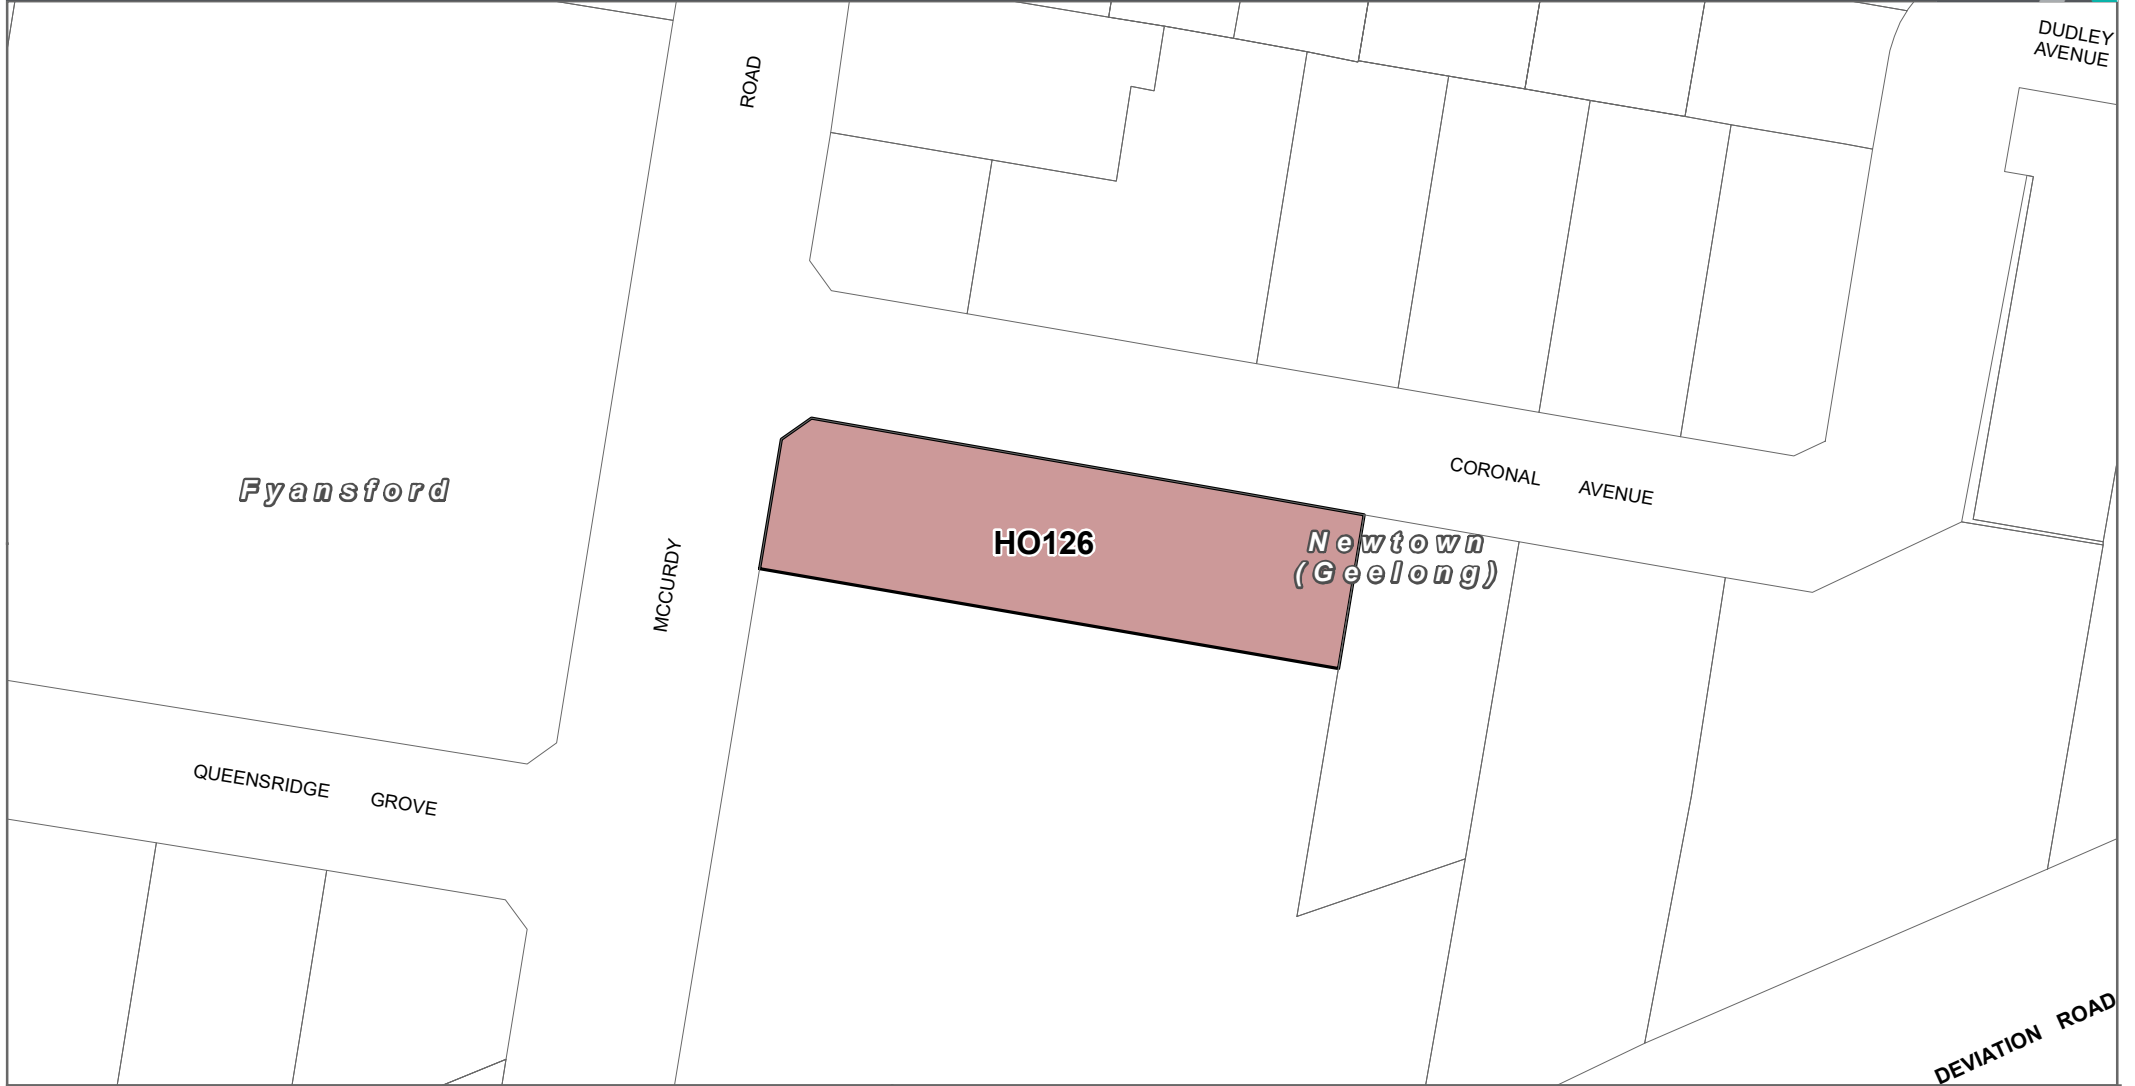 DUDLEY
AVENUE
ROAD
CORONAL AVENUE
Fyansford
HO126
Newtown
(Geelong)
MCCURDY
QUEENSRIDGE GROVE
DEVIATION ROAD